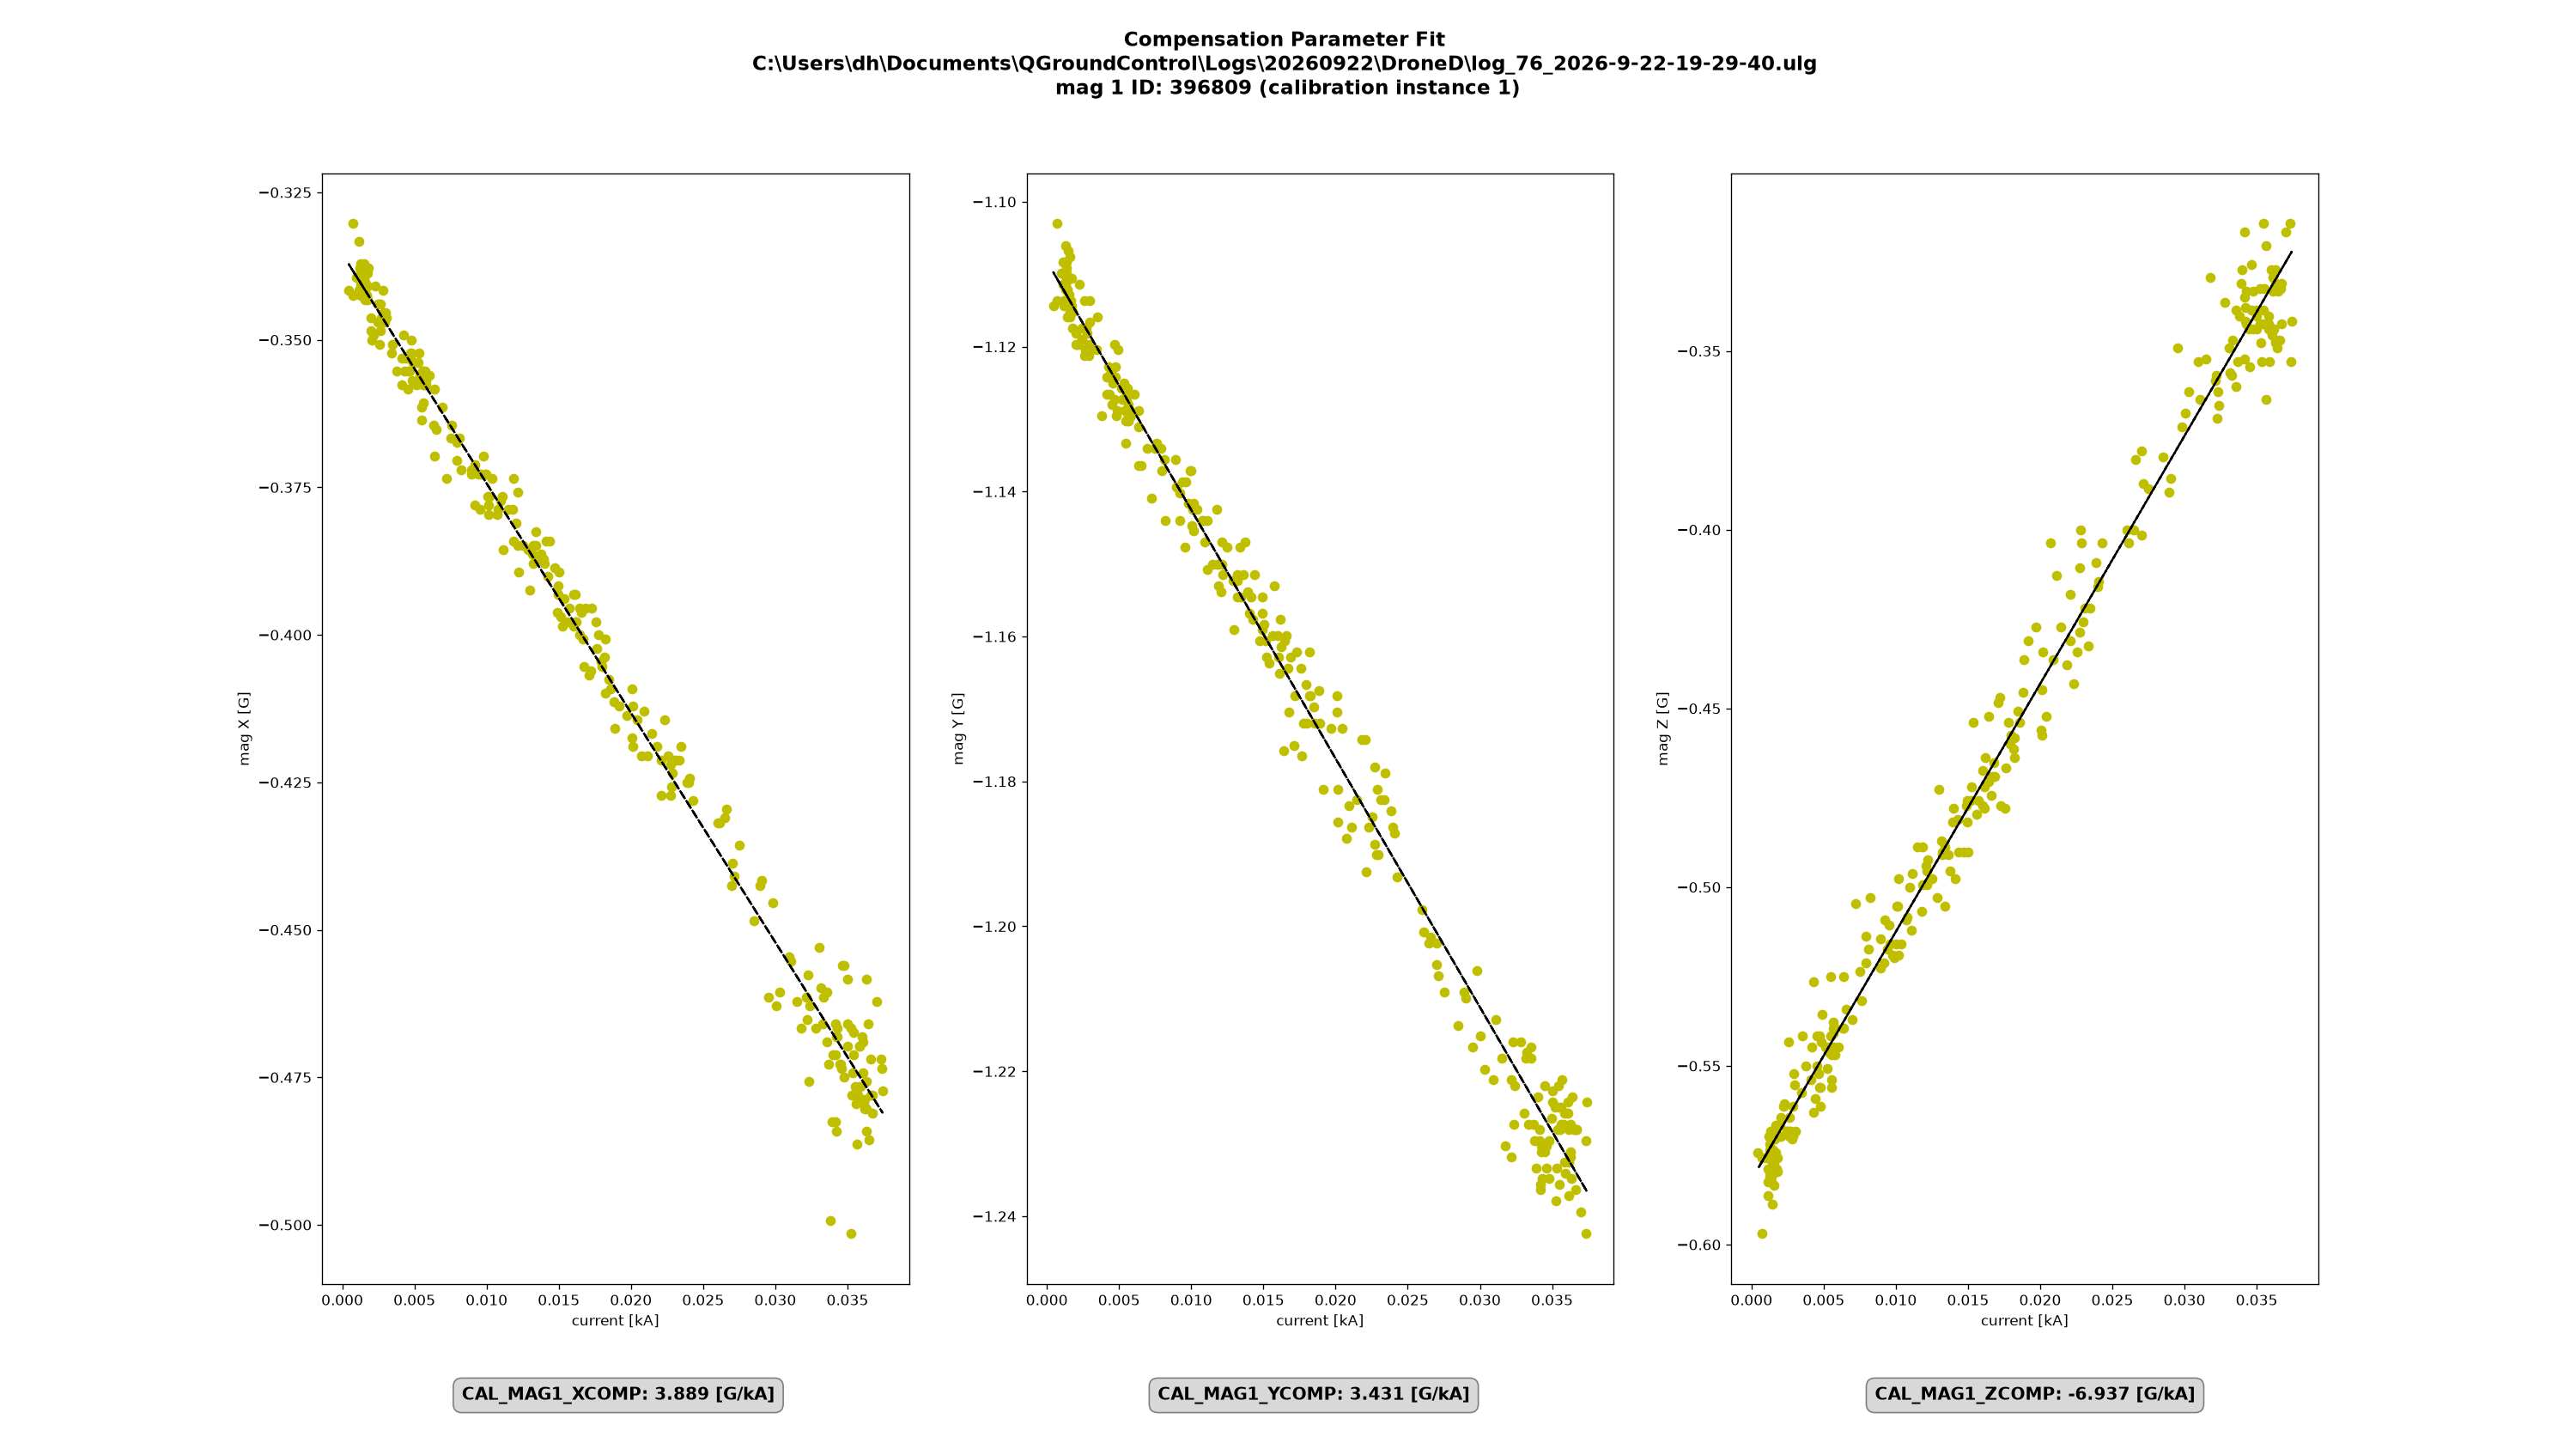 Compensation Parameter Fit
C:\Users\dh\Documents\QGroundControl\Logs\20260922\DroneD\log_76_2026-9-22-19-29-40.ulg
mag 1 ID: 396809 (calibration instance 1)
mag X [G]
−0.325
−0.350
−0.375
−0.400
−0.425
−0.450
−0.475
−0.500
0.000 0.005 0.010 0.015 0.020 0.025 0.030 0.035
current [kA]
CAL_MAG1_XCOMP: 3.889 [G/kA]
mag Y [G]
−1.10
−1.12
−1.14
−1.16
−1.18
−1.20
−1.22
−1.24
0.000 0.005 0.010 0.015 0.020 0.025 0.030 0.035
current [kA]
CAL_MAG1_YCOMP: 3.431 [G/kA]
mag Z [G]
−0.35
−0.40
−0.45
−0.50
−0.55
−0.60
0.000 0.005 0.010 0.015 0.020 0.025 0.030 0.035
current [kA]
CAL_MAG1_ZCOMP: -6.937 [G/kA]